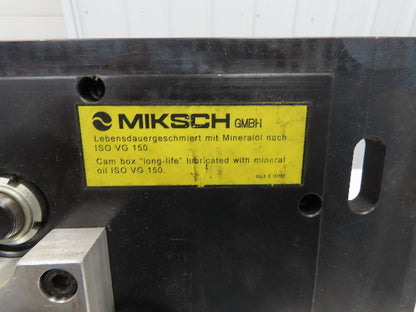 MIKSCH GMBH
Lebensdauergeschmiert mit Mineralöl nach
ISO VG 150.
Cam box "long-life" lubricated with mineral
oil ISO VG 150.